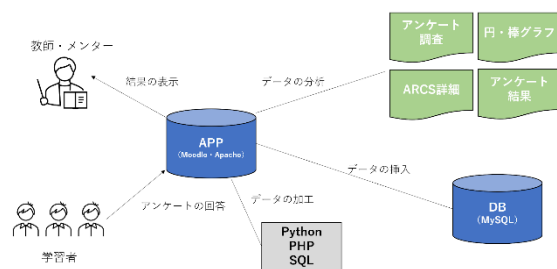 教師・メンター
結果の表示
データの分析
アンケート
調査
円・棒グラフ
ARCS詳細
アンケート
結果
APP
(Moodle・Apache)
データの挿入
アンケートの回答
データの加工
学習者
Python
PHP
SQL
DB
(MySQL)